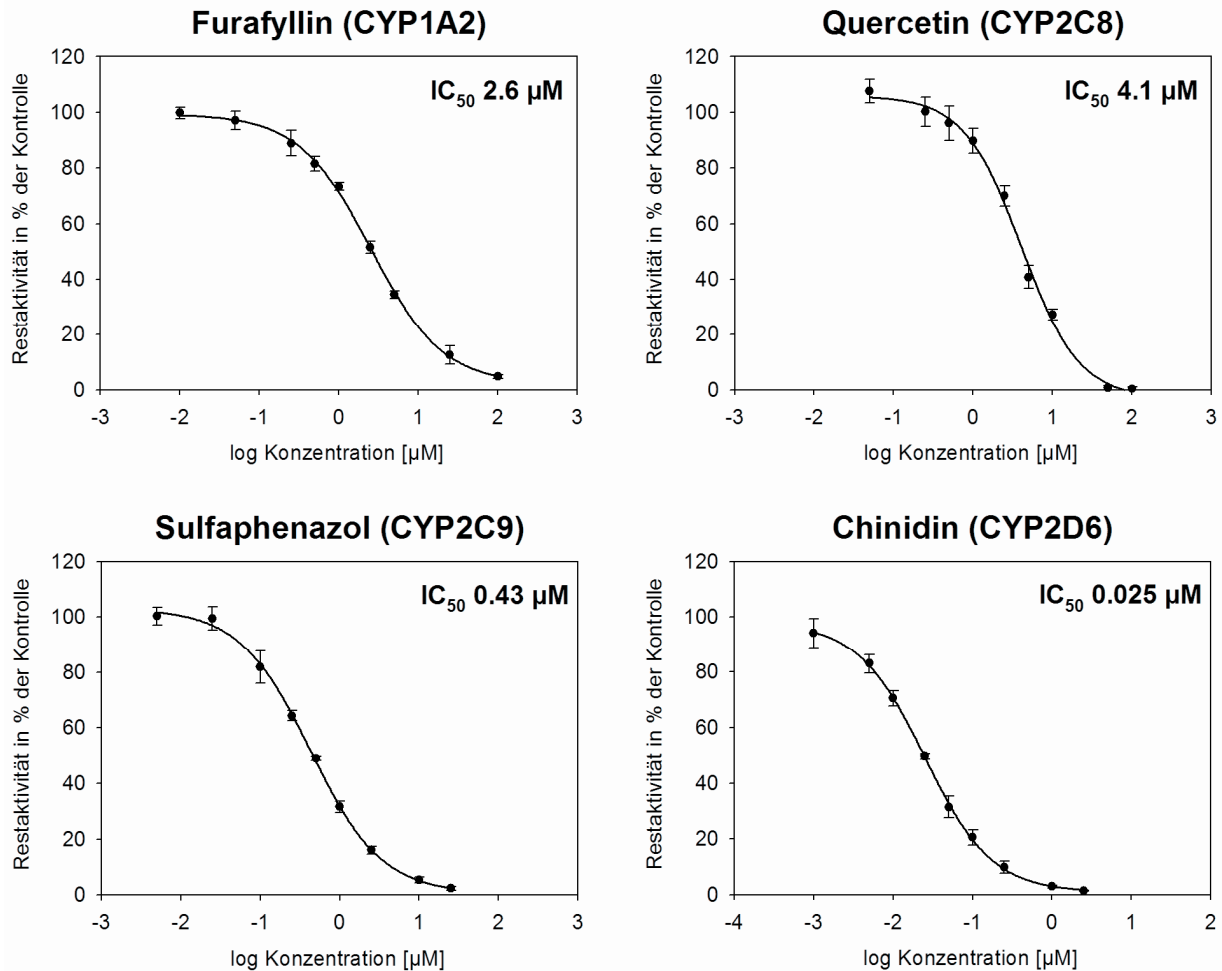 Furafyllin (CYP1A2)
IC50 2.6 µM
Restaktivität in % der Kontrolle
120
100
80
60
40
20
0
-3 -2 -1 0 1 2 3
log Konzentration [µM]
Quercetin (CYP2C8)
IC50 4.1 µM
Restaktivität in % der Kontrolle
120
100
80
60
40
20
0
-3 -2 -1 0 1 2 3
log Konzentration [µM]
Sulfaphenazol (CYP2C9)
IC50 0.43 µM
Restaktivität in % der Kontrolle
120
100
80
60
40
20
0
-3 -2 -1 0 1 2 3
log Konzentration [µM]
Chinidin (CYP2D6)
IC50 0.025 µM
Restaktivität in % der Kontrolle
120
100
80
60
40
20
0
-4 -3 -2 -1 0 1 2
log Konzentration [µM]